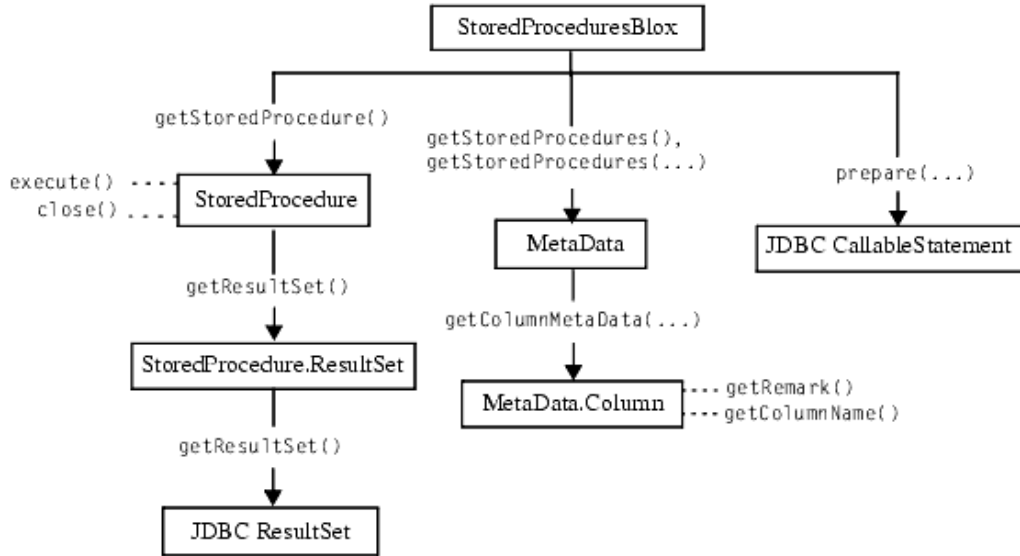 StoredProceduresBlox
getStoredProcedure()
getStoredProcedures(),
getStoredProcedures(...)
prepare(...)
execute()
close()
StoredProcedure
MetaData
JDBC CallableStatement
getResultSet()
getColumnMetaData(...)
StoredProcedure.ResultSet
MetaData.Column
getRemark()
getColumnName()
getResultSet()
JDBC ResultSet